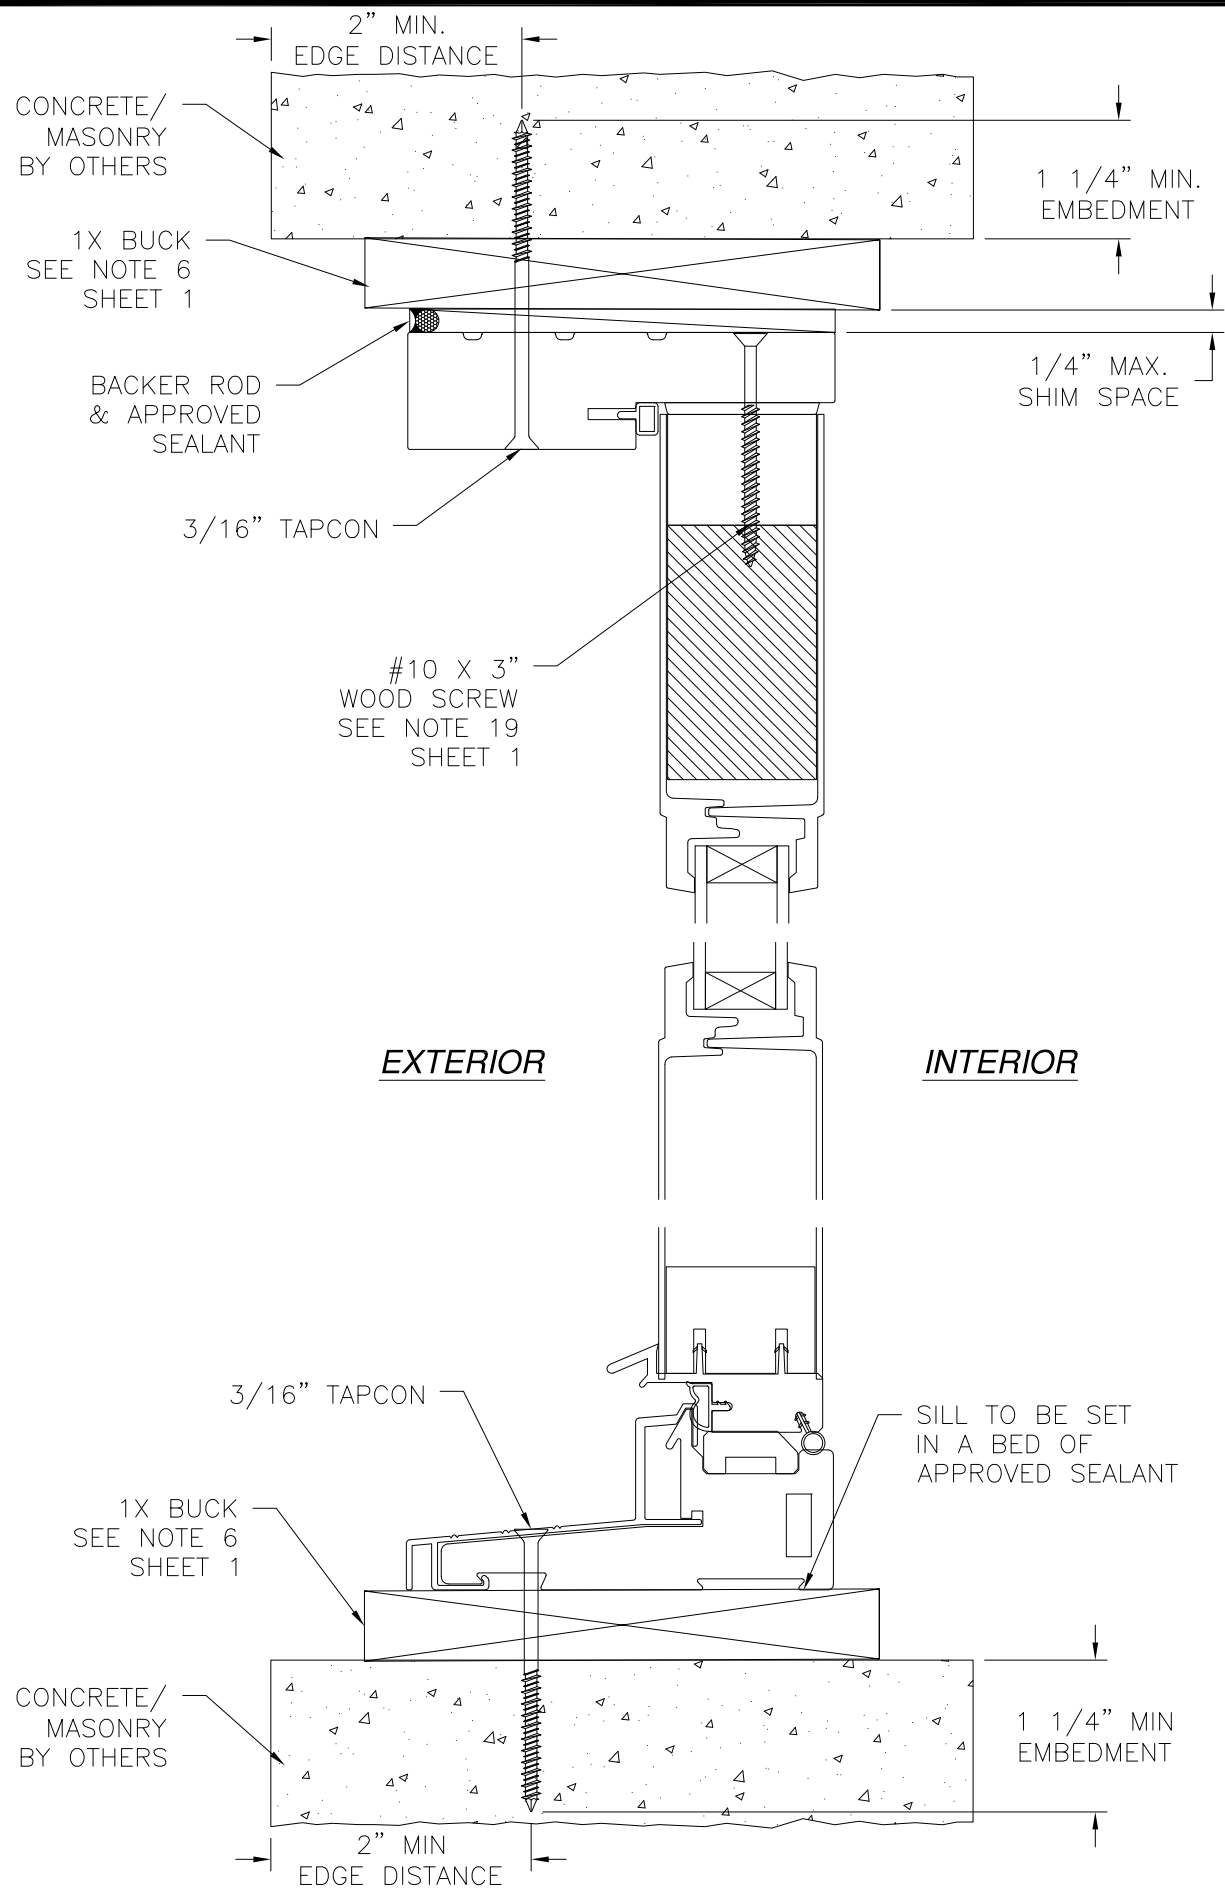 2” MIN.
EDGE DISTANCE
CONCRETE/
MASONRY
BY OTHERS
1 1/4” MIN.
EMBEDMENT
1X BUCK
SEE NOTE 6
SHEET 1
1/4” MAX.
SHIM SPACE
BACKER ROD
& APPROVED
SEALANT
3/16” TAPCON
#10 X 3”
WOOD SCREW
SEE NOTE 19
SHEET 1
EXTERIOR
INTERIOR
3/16” TAPCON
SILL TO BE SET
IN A BED OF
APPROVED SEALANT
1X BUCK
SEE NOTE 6
SHEET 1
CONCRETE/
MASONRY
BY OTHERS
1 1/4” MIN
EMBEDMENT
2” MIN
EDGE DISTANCE